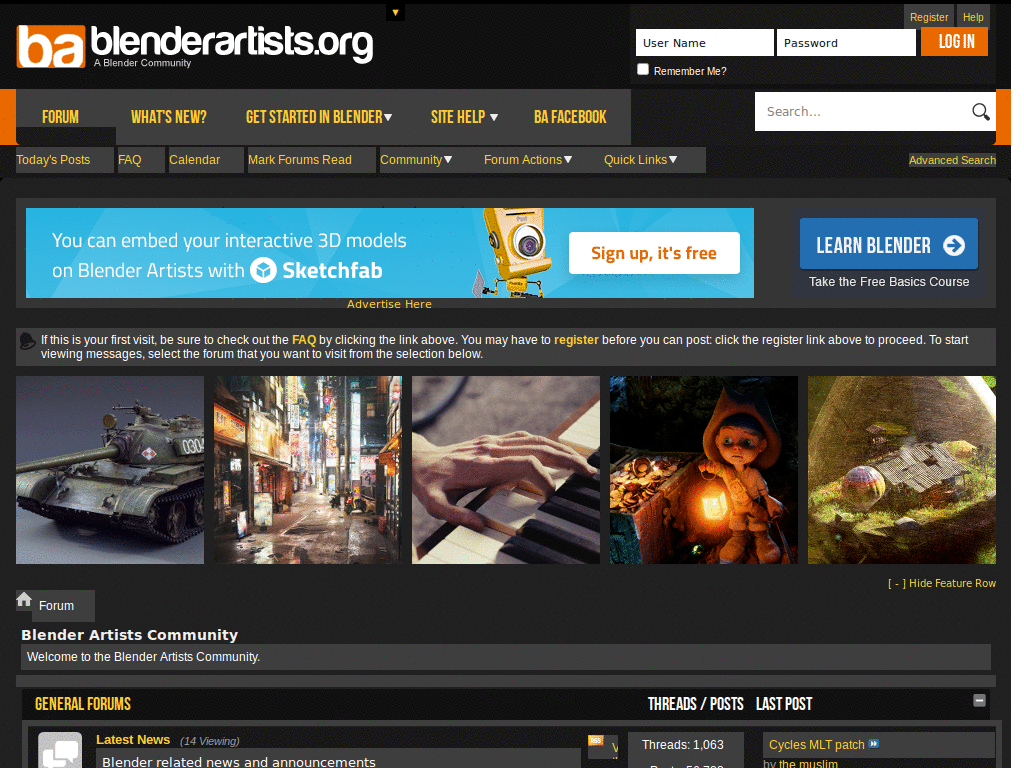 ▼
Register Help
ba blenderartists.org
A Blender Community
User Name Password LOG IN
Remember Me?
FORUM WHAT'S NEW? GET STARTED IN BLENDER▼ SITE HELP ▼ BA FACEBOOK
Search...
Today's Posts FAQ Calendar Mark Forums Read Community▼ Forum Actions▼ Quick Links▼
Advanced Search
You can embed your interactive 3D models
on Blender Artists with Sketchfab
Sign up, it's free
LEARN BLENDER
Take the Free Basics Course
Advertise Here
If this is your first visit, be sure to check out the FAQ by clicking the link above. You may have to register before you can post: click the register link above to proceed. To start
viewing messages, select the forum that you want to visit from the selection below.
[ - ] Hide Feature Row
Forum
Blender Artists Community
Welcome to the Blender Artists Community.
GENERAL FORUMS THREADS / POSTS LAST POST
Latest News (14 Viewing)
RSS
Threads: 1,063
Cycles MLT patch
Blender related news and announcements
by the muslim